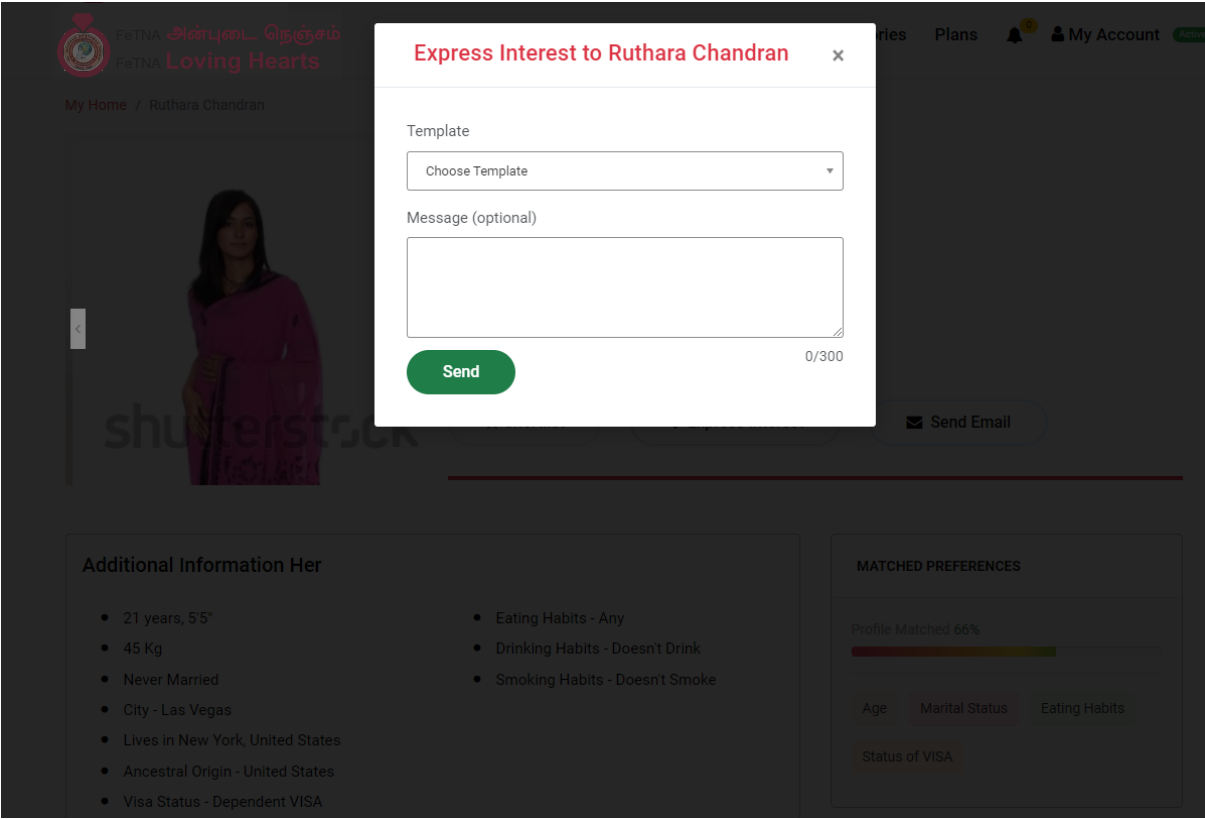 FeTNA அன்புடை நெஞ்சம்
FeTNA Loving Hearts
ries Plans 0 My Account Active
My Home / Ruthara Chandran
Express Interest to Ruthara Chandran ×
Template
Choose Template
Message (optional)
0/300
Send
shutterstock
Send Email
Additional Information Her
21 years, 5'5"
45 Kg
Never Married
City - Las Vegas
Lives in New York, United States
Ancestral Origin - United States
Visa Status - Dependent VISA
Eating Habits - Any
Drinking Habits - Doesn't Drink
Smoking Habits - Doesn't Smoke
MATCHED PREFERENCES
Profile Matched 66%
Age Marital Status Eating Habits
Status of VISA